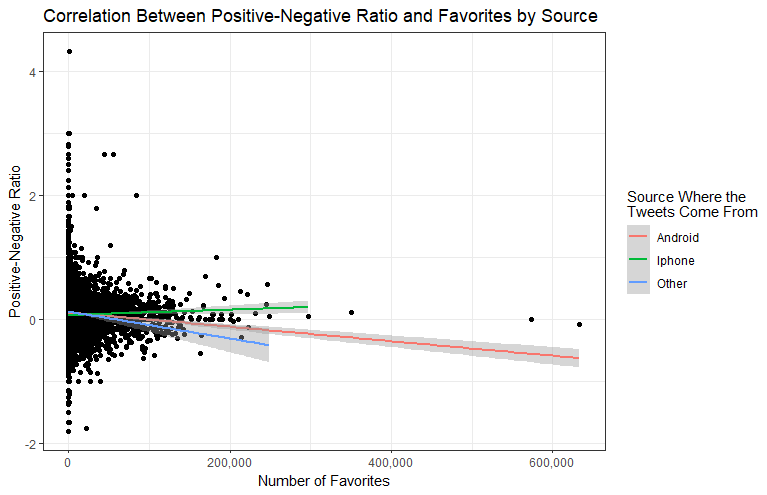 Correlation Between Positive-Negative Ratio and Favorites by Source
Positive-Negative Ratio
4
2
0
-2
0
200,000
400,000
600,000
Number of Favorites
Source Where the
Tweets Come From
Android
Iphone
Other